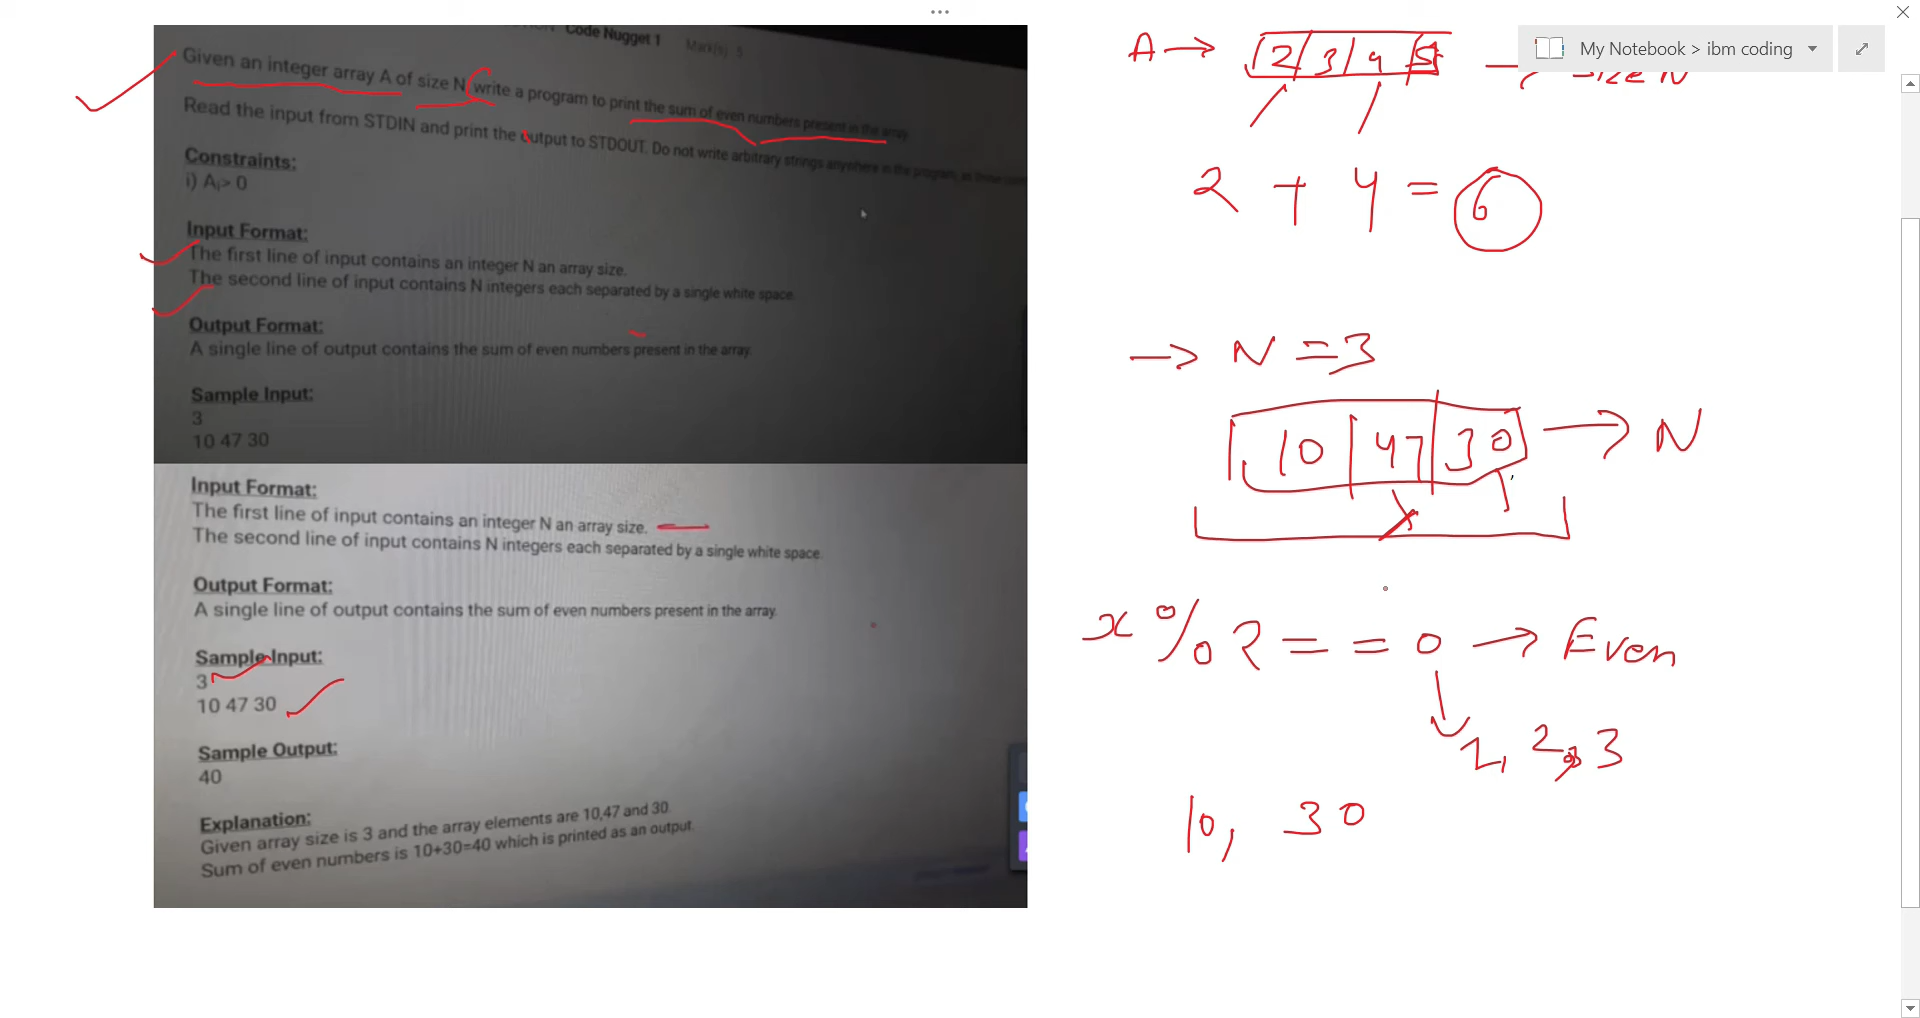 Code Nugget 1
Mark(s) 5
Given an integer array A of size N, write a program to print the sum of even numbers present in the array.
Read the input from STDIN and print the output to STDOUT. Do not write arbitrary strings anywhere in the program, as these
Constraints:
i) Ai> 0
Input Format:
The first line of input contains an integer N an array size.
The second line of input contains N integers each separated by a single white space.
Output Format:
A single line of output contains the sum of even numbers present in the array.
Sample Input:
3
10 47 30
Input Format:
The first line of input contains an integer N an array size.
The second line of input contains N integers each separated by a single white space.
Output Format:
A single line of output contains the sum of even numbers present in the array.
Sample Input:
3
10 47 30
Sample Output:
40
Explanation:
Given array size is 3 and the array elements are 10,47 and 30.
Sum of even numbers is 10+30=40 which is printed as an output.
My Notebook > ibm coding
A → 2 3 4 5 → Size N
2 + 4 = 6
→ N = 3
10 47 30 → N
x % 2 = = 0 → Even
1, 2, 3
10, 30